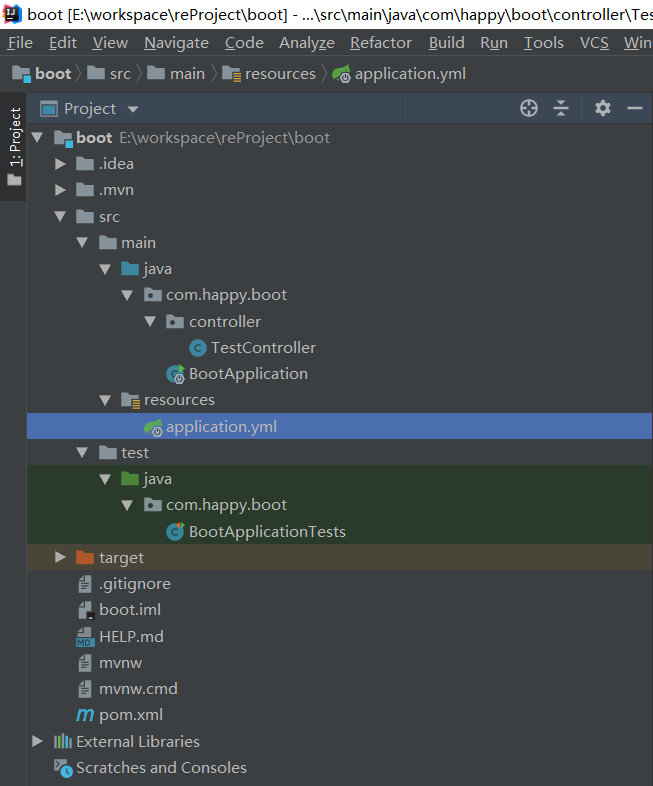 boot [E:\workspace\reProject\boot] - ...\src\main\java\com\happy\boot\controller\Tes
File Edit View Navigate Code Analyze Refactor Build Run Tools VCS Win
boot src main resources application.yml
1: Project
Project
boot E:\workspace\reProject\boot
.idea
.mvn
src
main
java
com.happy.boot
controller
TestController
BootApplication
resources
application.yml
test
java
com.happy.boot
BootApplicationTests
target
.gitignore
boot.iml
HELP.md
mvnw
mvnw.cmd
pom.xml
External Libraries
Scratches and Consoles